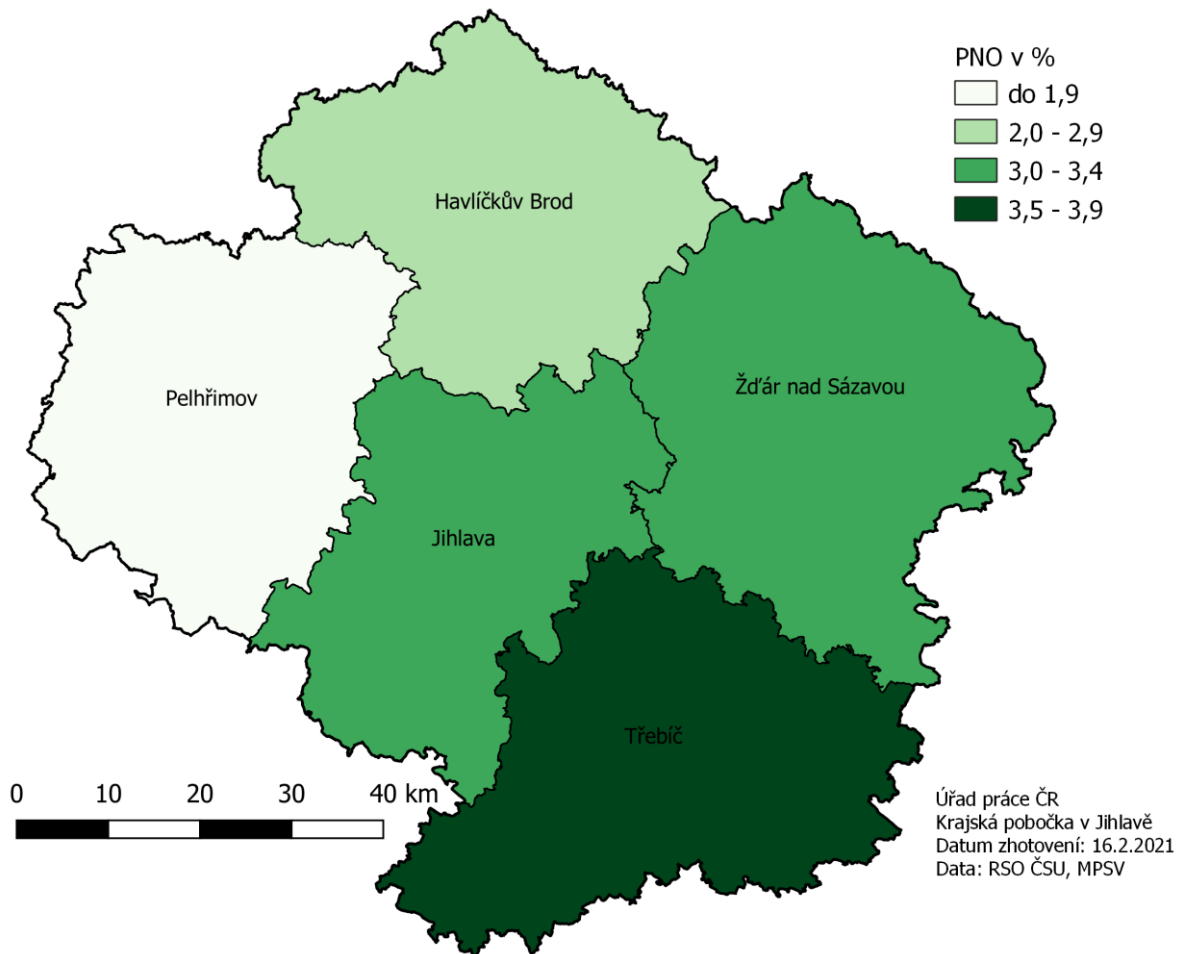 PNO v %
do 1,9
2,0 - 2,9
3,0 - 3,4
3,5 - 3,9
Havlíčkův Brod
Pelhřimov
Žďár nad Sázavou
Jihlava
Třebíč
0 10 20 30 40 km
Úřad práce ČR
Krajská pobočka v Jihlavě
Datum zhotovení: 16.2.2021
Data: RSO ČSU, MPSV